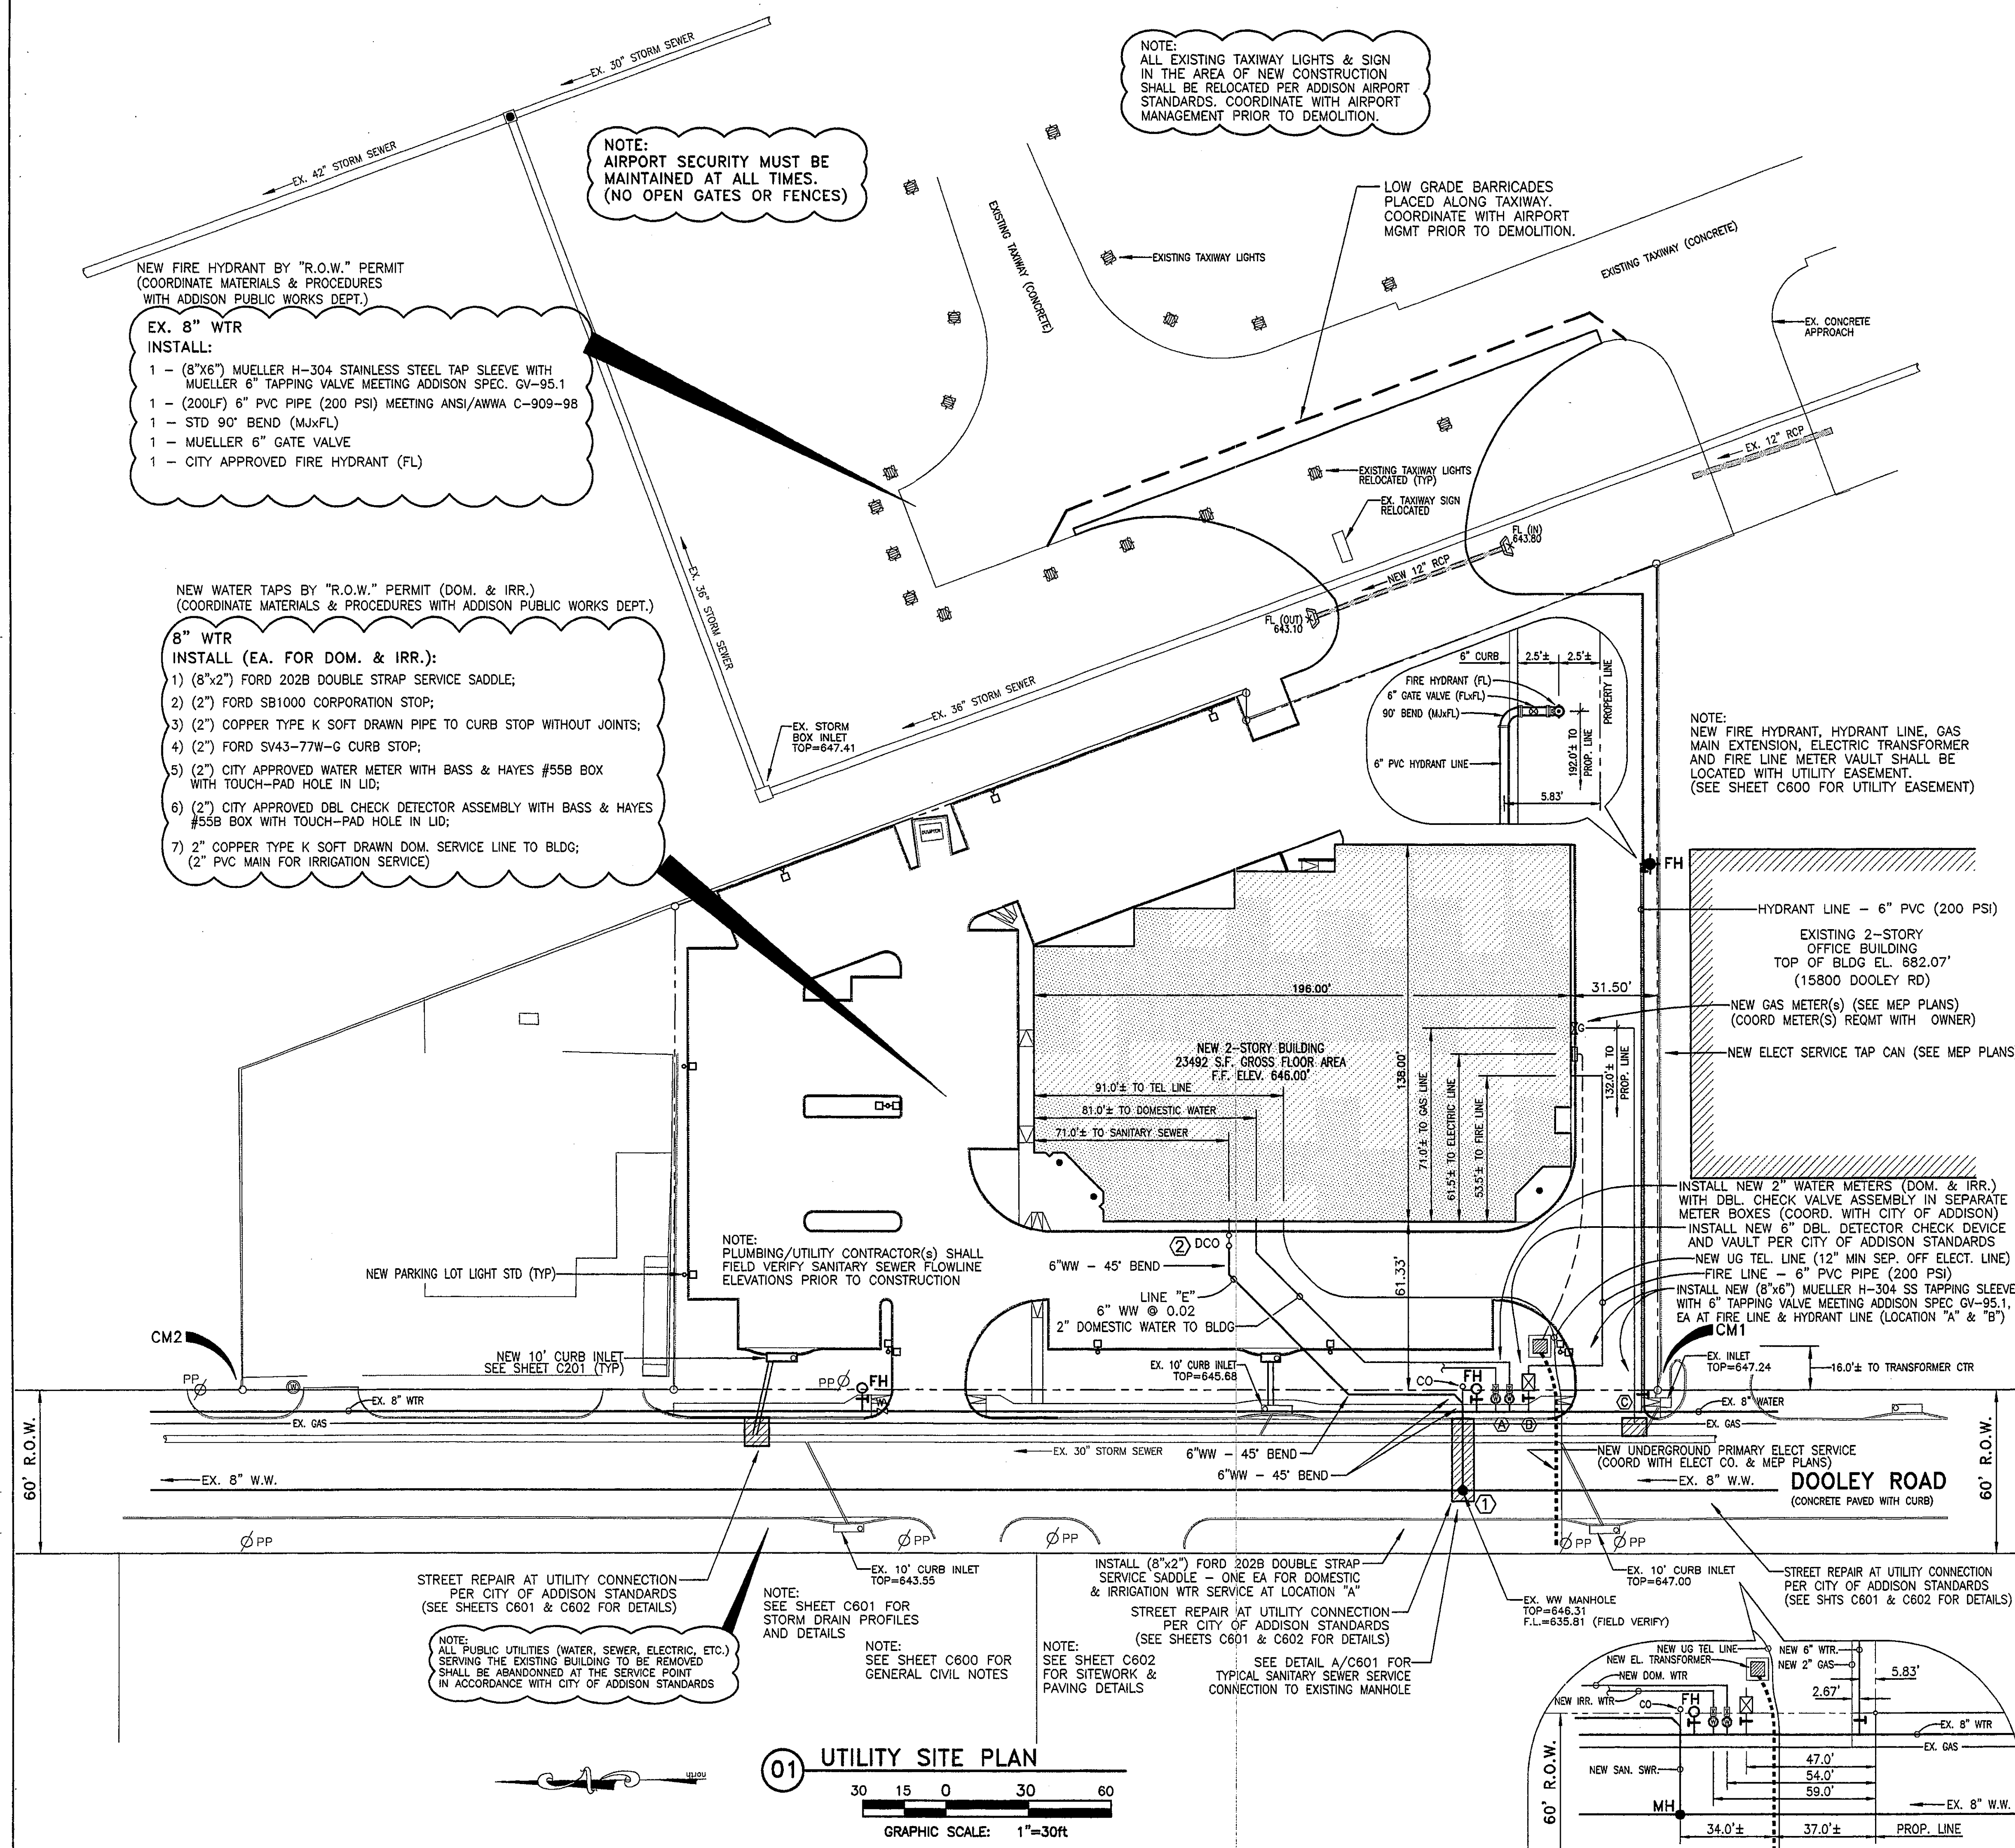 EX. 30" STORM SEWER
EX. 42" STORM SEWER
NOTE:
AIRPORT SECURITY MUST BE
MAINTAINED AT ALL TIMES.
(NO OPEN GATES OR FENCES)
NOTE:
ALL EXISTING TAXIWAY LIGHTS & SIGN
IN THE AREA OF NEW CONSTRUCTION
SHALL BE RELOCATED PER ADDISON AIRPORT
STANDARDS. COORDINATE WITH AIRPORT
MANAGEMENT PRIOR TO DEMOLITION.
LOW GRADE BARRICADES
PLACED ALONG TAXIWAY.
COORDINATE WITH AIRPORT
MGMT PRIOR TO DEMOLITION.
EXISTING TAXIWAY (CONCRETE)
EXISTING TAXIWAY LIGHTS
EXISTING TAXIWAY (CONCRETE)
EX. CONCRETE
APPROACH
NEW FIRE HYDRANT BY "R.O.W." PERMIT
(COORDINATE MATERIALS & PROCEDURES
WITH ADDISON PUBLIC WORKS DEPT.)
EX. 8" WTR
INSTALL:
1 – (8"X6") MUELLER H–304 STAINLESS STEEL TAP SLEEVE WITH
MUELLER 6" TAPPING VALVE MEETING ADDISON SPEC. GV–95.1
1 – (200LF) 6" PVC PIPE (200 PSI) MEETING ANSI/AWWA C–909–98
1 – STD 90° BEND (MJxFL)
1 – MUELLER 6" GATE VALVE
1 – CITY APPROVED FIRE HYDRANT (FL)
EX. 12" RCP
EXISTING TAXIWAY LIGHTS
RELOCATED (TYP)
EX. TAXIWAY SIGN
RELOCATED
FL (IN)
643.80
NEW 12" RCP
FL (OUT)
643.10
EX. 36" STORM SEWER
EX. 36" STORM SEWER
NEW WATER TAPS BY "R.O.W." PERMIT (DOM. & IRR.)
(COORDINATE MATERIALS & PROCEDURES WITH ADDISON PUBLIC WORKS DEPT.)
8" WTR
INSTALL (EA. FOR DOM. & IRR.):
1) (8"x2") FORD 202B DOUBLE STRAP SERVICE SADDLE;
2) (2") FORD SB1000 CORPORATION STOP;
3) (2") COPPER TYPE K SOFT DRAWN PIPE TO CURB STOP WITHOUT JOINTS;
4) (2") FORD SV43–77W–G CURB STOP;
5) (2") CITY APPROVED WATER METER WITH BASS & HAYES #55B BOX
WITH TOUCH–PAD HOLE IN LID;
6) (2") CITY APPROVED DBL CHECK DETECTOR ASSEMBLY WITH BASS & HAYES
#55B BOX WITH TOUCH–PAD HOLE IN LID;
7) 2" COPPER TYPE K SOFT DRAWN DOM. SERVICE LINE TO BLDG;
(2" PVC MAIN FOR IRRIGATION SERVICE)
EX. STORM
BOX INLET
TOP=647.41
DUMPSTER
6" CURB
2.5'±
2.5'±
FIRE HYDRANT (FL)
6" GATE VALVE (FLxFL)
90° BEND (MJxFL)
6" PVC HYDRANT LINE
192.0'± TO
PROP. LINE
PROPERTY LINE
5.83'
NOTE:
NEW FIRE HYDRANT, HYDRANT LINE, GAS
MAIN EXTENSION, ELECTRIC TRANSFORMER
AND FIRE LINE METER VAULT SHALL BE
LOCATED WITH UTILITY EASEMENT.
(SEE SHEET C600 FOR UTILITY EASEMENT)
FH
HYDRANT LINE – 6" PVC (200 PSI)
EXISTING 2–STORY
OFFICE BUILDING
TOP OF BLDG EL. 682.07'
(15800 DOOLEY RD)
NEW GAS METER(s) (SEE MEP PLANS)
(COORD METER(S) REQMT WITH OWNER)
NEW ELECT SERVICE TAP CAN (SEE MEP PLANS
196.00'
31.50'
G
138.00'
132.0'± TO
PROP. LINE
NEW 2–STORY BUILDING
23492 S.F. GROSS FLOOR AREA
F.F. ELEV. 646.00'
91.0'± TO TEL LINE
81.0'± TO DOMESTIC WATER
71.0'± TO SANITARY SEWER
71.0'± TO GAS LINE
61.5'± TO ELECTRIC LINE
53.5'± TO FIRE LINE
INSTALL NEW 2" WATER METERS (DOM. & IRR.)
WITH DBL. CHECK VALVE ASSEMBLY IN SEPARATE
METER BOXES (COORD. WITH CITY OF ADDISON)
INSTALL NEW 6" DBL. DETECTOR CHECK DEVICE
AND VAULT PER CITY OF ADDISON STANDARDS
NEW UG TEL. LINE (12" MIN SEP. OFF ELECT. LINE)
FIRE LINE – 6" PVC PIPE (200 PSI)
INSTALL NEW (8"x6") MUELLER H–304 SS TAPPING SLEEVE
WITH 6" TAPPING VALVE MEETING ADDISON SPEC GV–95.1,
EA AT FIRE LINE & HYDRANT LINE (LOCATION "A" & "B")
CM1
NOTE:
PLUMBING/UTILITY CONTRACTOR(s) SHALL
FIELD VERIFY SANITARY SEWER FLOWLINE
ELEVATIONS PRIOR TO CONSTRUCTION
NEW PARKING LOT LIGHT STD (TYP)
2
DCO
6"WW – 45° BEND
LINE "E"
6" WW @ 0.02
2" DOMESTIC WATER TO BLDG
61.33'
CM2
NEW 10' CURB INLET
SEE SHEET C201 (TYP)
EX. 10' CURB INLET
TOP=645.68
EX. INLET
TOP=647.24
16.0'± TO TRANSFORMER CTR
PP
W
PP
FH
CO
FH
A
D
C
EX. 8" WTR
EX. GAS
EX. 8" WATER
EX. GAS
60' R.O.W.
EX. 30" STORM SEWER
6"WW – 45° BEND
6"WW – 45° BEND
NEW UNDERGROUND PRIMARY ELECT SERVICE
(COORD WITH ELECT CO. & MEP PLANS)
EX. 8" W.W.
EX. 8" W.W.
DOOLEY ROAD
(CONCRETE PAVED WITH CURB)
60' R.O.W.
1
PP
PP
PP
PP
PP
STREET REPAIR AT UTILITY CONNECTION
PER CITY OF ADDISON STANDARDS
(SEE SHEETS C601 & C602 FOR DETAILS)
EX. 10' CURB INLET
TOP=643.55
NOTE:
SEE SHEET C601 FOR
STORM DRAIN PROFILES
AND DETAILS
INSTALL (8"x2") FORD 202B DOUBLE STRAP
SERVICE SADDLE – ONE EA FOR DOMESTIC
& IRRIGATION WTR SERVICE AT LOCATION "A"
STREET REPAIR AT UTILITY CONNECTION
PER CITY OF ADDISON STANDARDS
(SEE SHEETS C601 & C602 FOR DETAILS)
EX. 10' CURB INLET
TOP=647.00
EX. WW MANHOLE
TOP=646.31
F.L.=635.81 (FIELD VERIFY)
STREET REPAIR AT UTILITY CONNECTION
PER CITY OF ADDISON STANDARDS
(SEE SHTS C601 & C602 FOR DETAILS)
NOTE:
ALL PUBLIC UTILITIES (WATER, SEWER, ELECTRIC, ETC.)
SERVING THE EXISTING BUILDING TO BE REMOVED
SHALL BE ABANDONNED AT THE SERVICE POINT
IN ACCORDANCE WITH CITY OF ADDISON STANDARDS
NOTE:
SEE SHEET C600 FOR
GENERAL CIVIL NOTES
NOTE:
SEE SHEET C602
FOR SITEWORK &
PAVING DETAILS
SEE DETAIL A/C601 FOR
TYPICAL SANITARY SEWER SERVICE
CONNECTION TO EXISTING MANHOLE
NEW UG TEL LINE
NEW EL. TRANSFORMER
NEW DOM. WTR
NEW IRR. WTR
CO
FH
NEW 6" WTR.
NEW 2" GAS
5.83'
2.67'
EX. 8" WTR
EX. GAS
60' R.O.W.
NEW SAN. SWR.
47.0'
54.0'
59.0'
MH
EX. 8" W.W.
34.0'±
37.0'±
PROP. LINE
north
01
UTILITY SITE PLAN
30 15 0 30 60
GRAPHIC SCALE: 1"=30ft